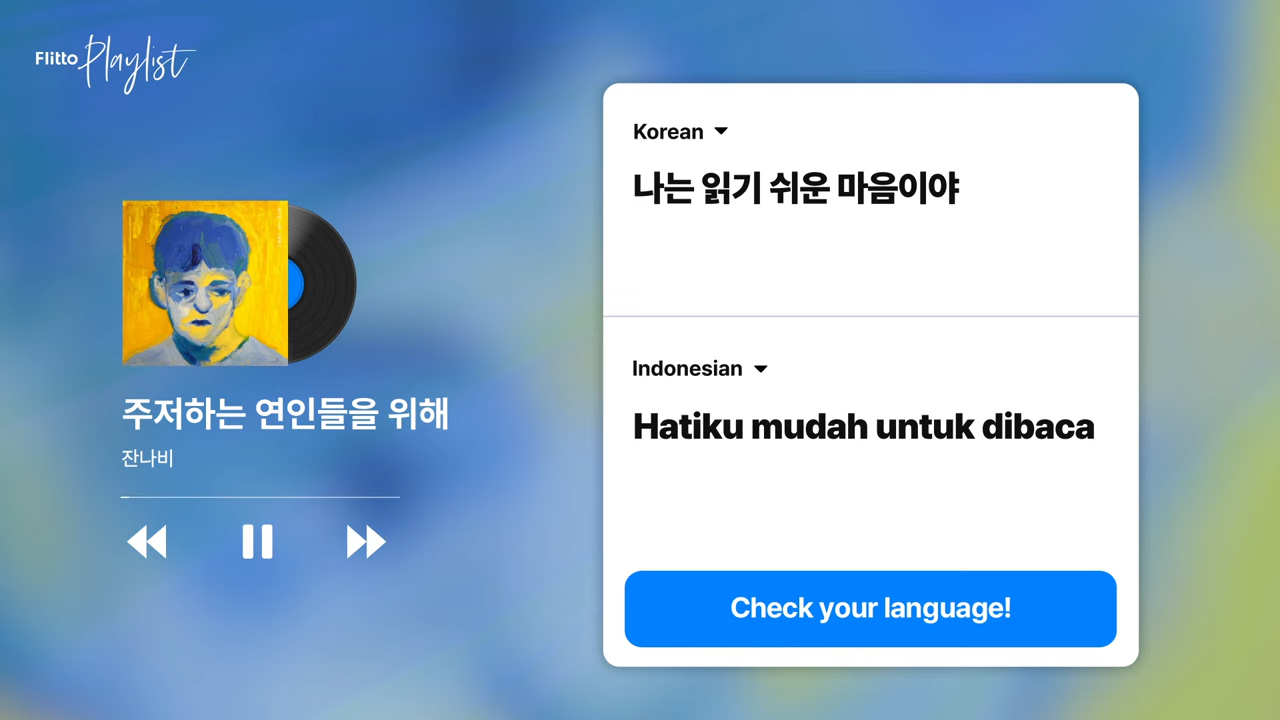 Flitto Playlist
주저하는 연인들을 위해
잔나비
Korean
나는 읽기 쉬운 마음이야
Indonesian
Hatiku mudah untuk dibaca
Check your language!